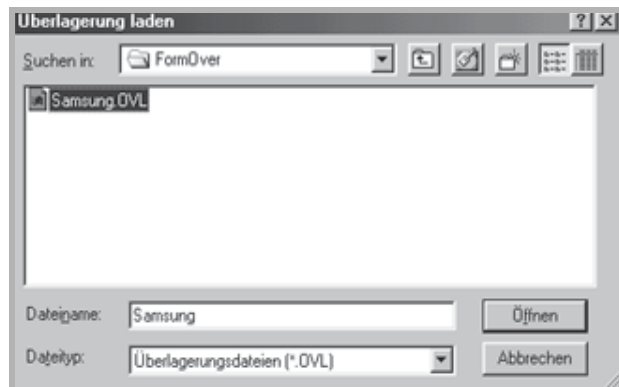 Überlagerung laden
Suchen in: FormOver
Samsung.OVL
Dateiname: Samsung Öffnen
Dateityp: Überlagerungsdateien (*.OVL) Abbrechen